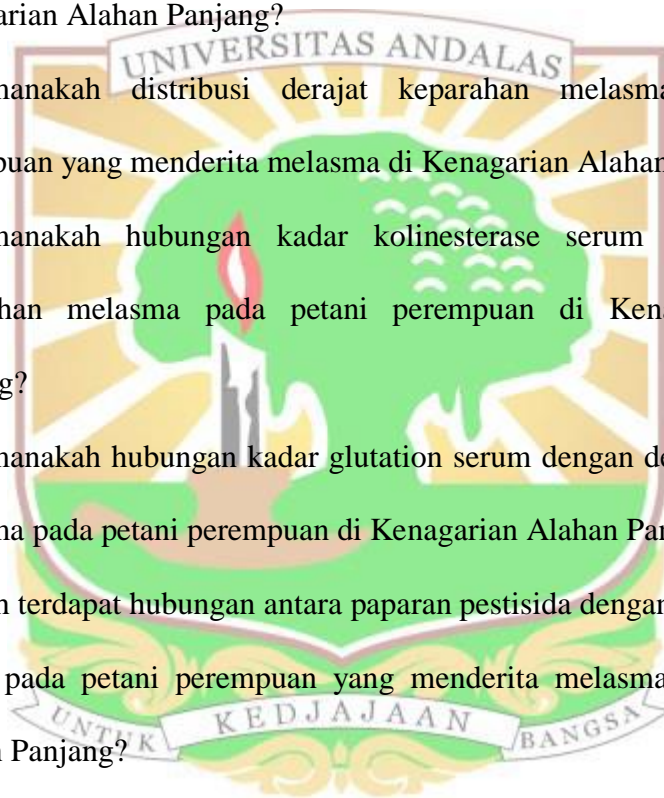 arian Alahan Panjang?
UNIVERSITAS ANDALAS
nanakah distribusi derajat keparahan melasma
puan yang menderita melasma di Kenagarian Alahan
nanakah hubungan kadar kolinesterase serum
han melasma pada petani perempuan di Kena
g?
nanakah hubungan kadar glutation serum dengan de
na pada petani perempuan di Kenagarian Alahan Pan
n terdapat hubungan antara paparan pestisida dengan
pada petani perempuan yang menderita melasma
UNTUK KEDJAJAAN BANGSA
n Panjang?